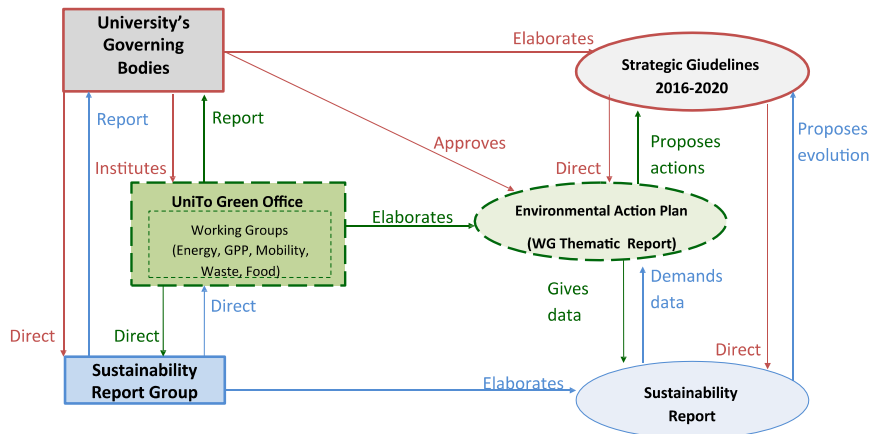 University's
Governing
Bodies
Elaborates
Strategic Giudelines
2016-2020
Report
Report
Approves
Proposes
actions
Proposes
evolution
Institutes
Direct
UniTo Green Office
Working Groups
(Energy, GPP, Mobility,
Waste, Food)
Elaborates
Environmental Action Plan
(WG Thematic Report)
Gives
data
Demands
data
Direct
Direct
Direct
Direct
Sustainability
Report Group
Elaborates
Sustainability
Report